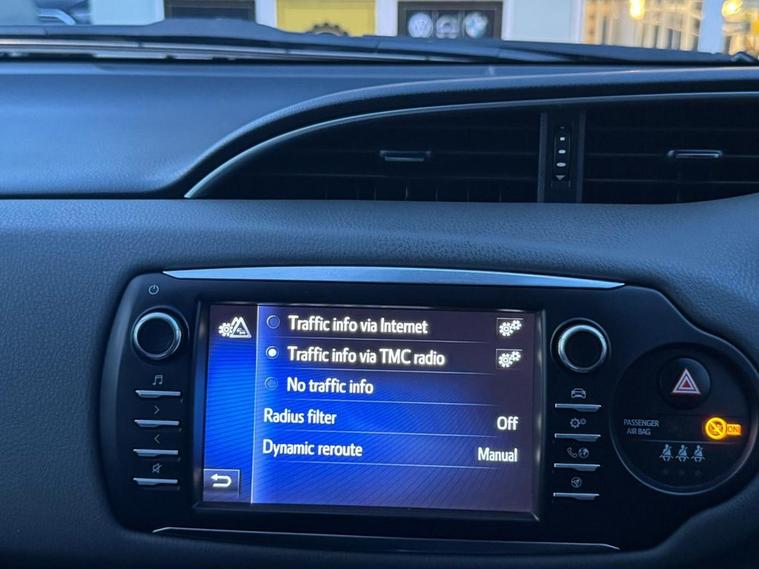 Traffic info via Internet
Traffic info via TMC radio
No traffic info
Radius filter Off
Dynamic reroute Manual
PASSENGER
AIR BAG
ON